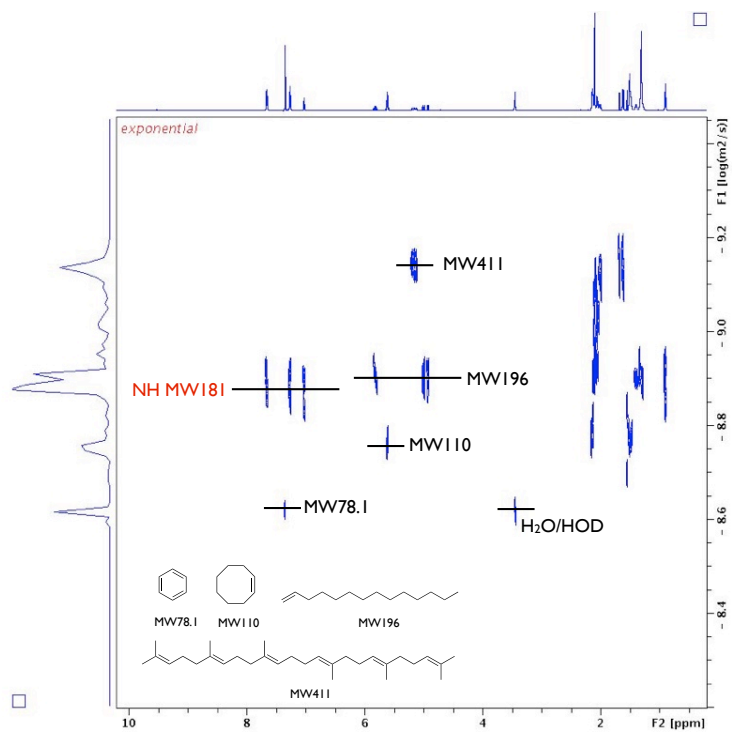 exponential
F1 [log(m2/s)]
- 9.2
- 9.0
- 8.8
- 8.6
- 8.4
MW411
NH MW181
MW196
MW110
MW78.1
H₂O/HOD
MW78.1
MW110
MW196
MW411
10
8
6
4
2
F2 [ppm]